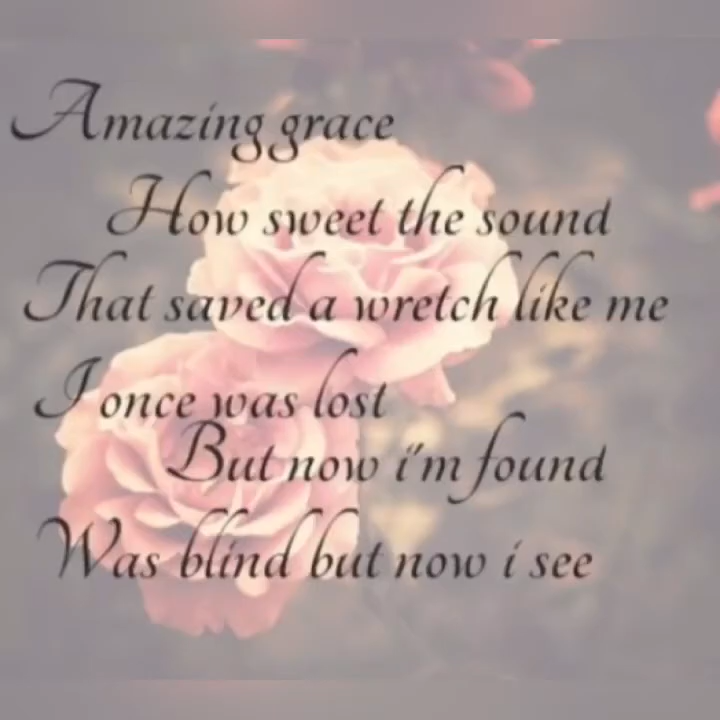 Amazing grace
How sweet the sound
That saved a wretch like me
I once was lost
But now i'm found
Was blind but now i see